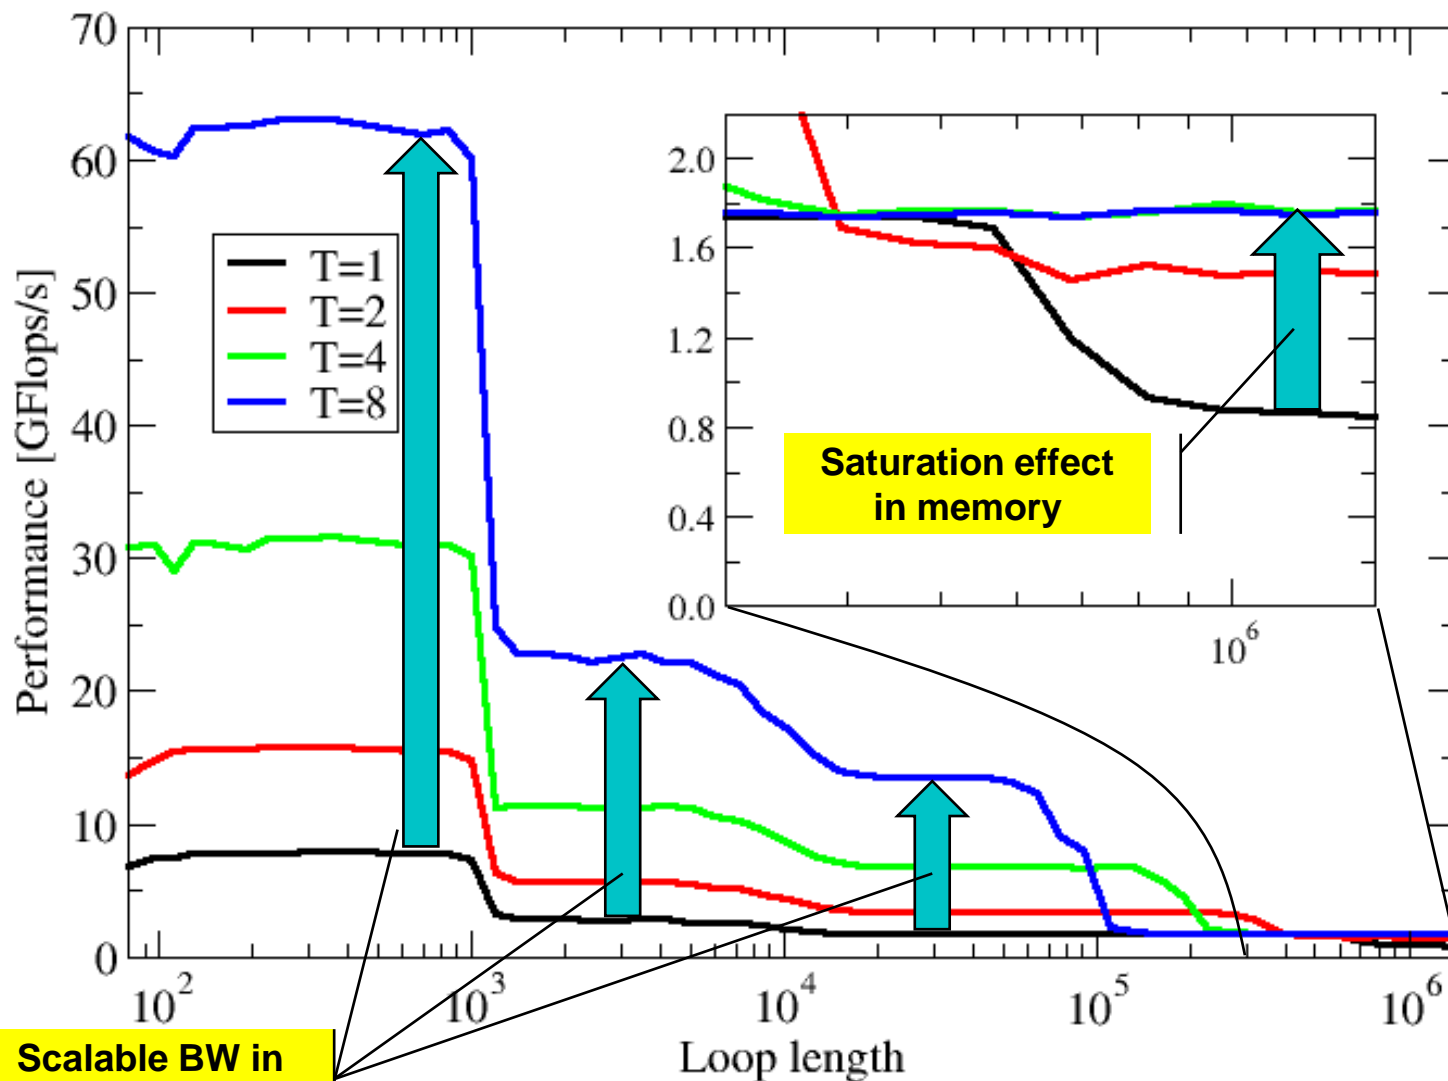 70
60
50
40
30
20
10
0
Performance [GFlops/s]
T=1
T=2
T=4
T=8
2.0
1.6
1.2
0.8
0.4
0.0
10^6
Saturation effect
in memory
10^2
10^3
10^4
10^5
10^6
Loop length
Scalable BW in